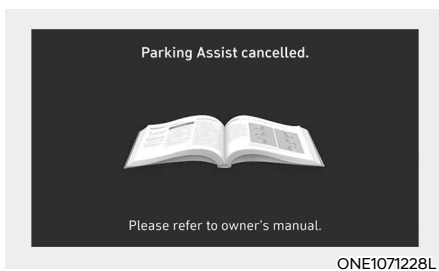 Parking Assist cancelled.
Please refer to owner's manual.
ONE1071228L